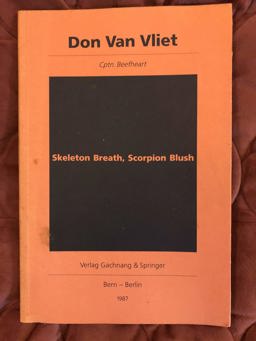 Don Van Vliet
Cptn. Beefheart
Skeleton Breath, Scorpion Blush
Verlag Gachnang & Springer
Bern – Berlin
1987